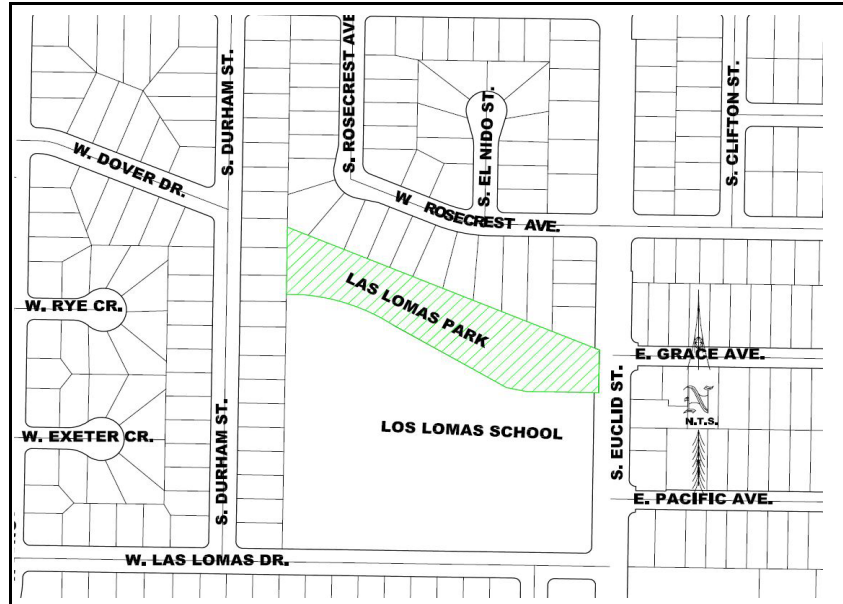 S. DURHAM ST.
S. ROSECREST AVE
S. EL NIDO ST.
S. CLIFTON ST.
W. DOVER DR.
W. ROSECREST AVE.
LAS LOMAS PARK
W. RYE CR.
E. GRACE AVE.
S. EUCLID ST.
N
N.T.S.
LOS LOMAS SCHOOL
W. EXETER CR.
S. DURHAM ST.
E. PACIFIC AVE.
W. LAS LOMAS DR.